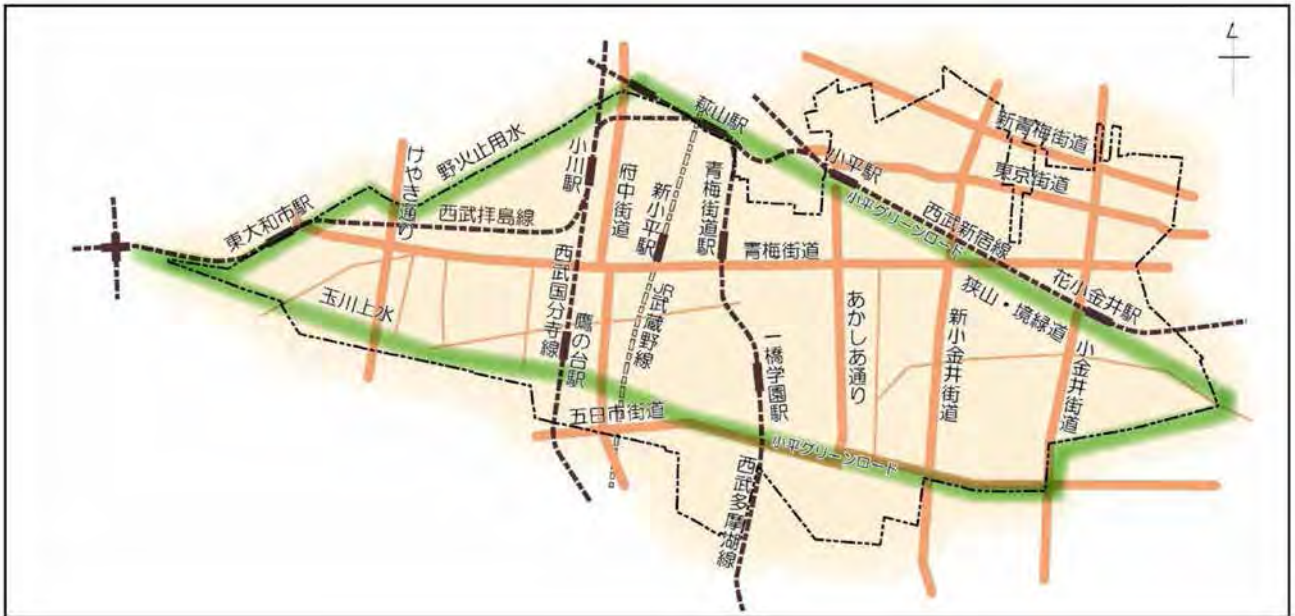 萩山駅
新青梅街道
東京街道
小平駅
野火止用水
小川駅
けやき通り
府中街道
新小平駅
青梅街道駅
小平グリーンロード
西武新宿線
東大和市駅
西武拝島線
青梅街道
花小金井駅
狭山・境緑道
玉川上水
西武国分寺線
鷹の台駅
JR武蔵野線
一橋学園駅
あかしあ通り
新小金井街道
小金井街道
五日市街道
小平グリーンロード
西武多摩湖線